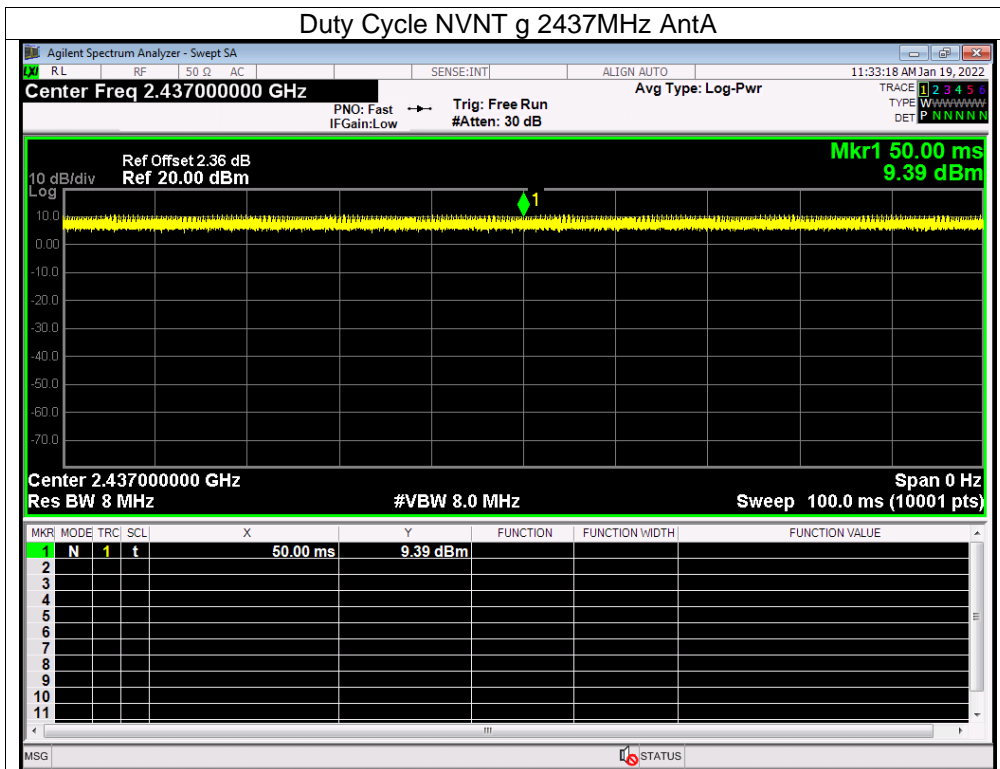 Duty Cycle NVNT g 2437MHz AntA
Agilent Spectrum Analyzer - Swept SA
LXI RL RF 50 Ω AC SENSE:INT ALIGN AUTO 11:33:18 AM Jan 19, 2022
Center Freq 2.437000000 GHz Avg Type: Log-Pwr TRACE 1 2 3 4 5 6
PNO: Fast Trig: Free Run TYPE WWWWWW
IFGain:Low #Atten: 30 dB DET P N N N N N
Mkr1 50.00 ms
Ref Offset 2.36 dB
10 dB/div Ref 20.00 dBm 9.39 dBm
Log
1
10.0
0.00
-10.0
-20.0
-30.0
-40.0
-50.0
-60.0
-70.0
Center 2.437000000 GHz Span 0 Hz
Res BW 8 MHz #VBW 8.0 MHz Sweep 100.0 ms (10001 pts)
MKR MODE TRC SCL X Y FUNCTION FUNCTION WIDTH FUNCTION VALUE
1 N 1 t 50.00 ms 9.39 dBm
2
3
4
5
6
7
8
9
10
11
MSG STATUS